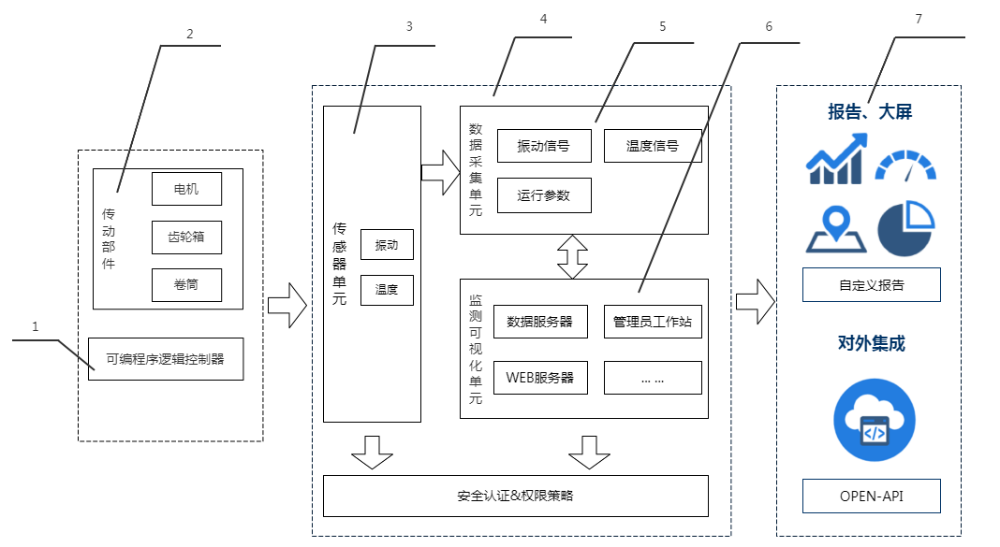 1
2
3
4
5
6
7
传动部件
电机
齿轮箱
卷筒
可编程逻辑控制器
传感器单元
振动
温度
数据采集单元
振动信号
温度信号
运行参数
监测可视化单元
数据服务器
管理员工作站
WEB服务器
... ...
安全认证&权限策略
报告、大屏
自定义报告
对外集成
OPEN-API